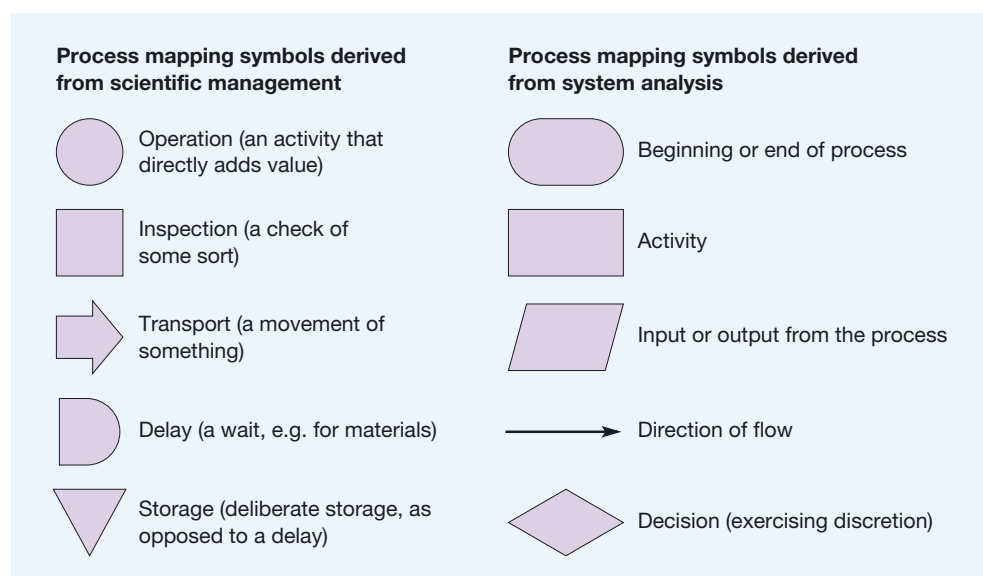 Process mapping symbols derived
from scientific management
Operation (an activity that
directly adds value)
Inspection (a check of
some sort)
Transport (a movement of
something)
Delay (a wait, e.g. for materials)
Storage (deliberate storage, as
opposed to a delay)
Process mapping symbols derived
from system analysis
Beginning or end of process
Activity
Input or output from the process
Direction of flow
Decision (exercising discretion)